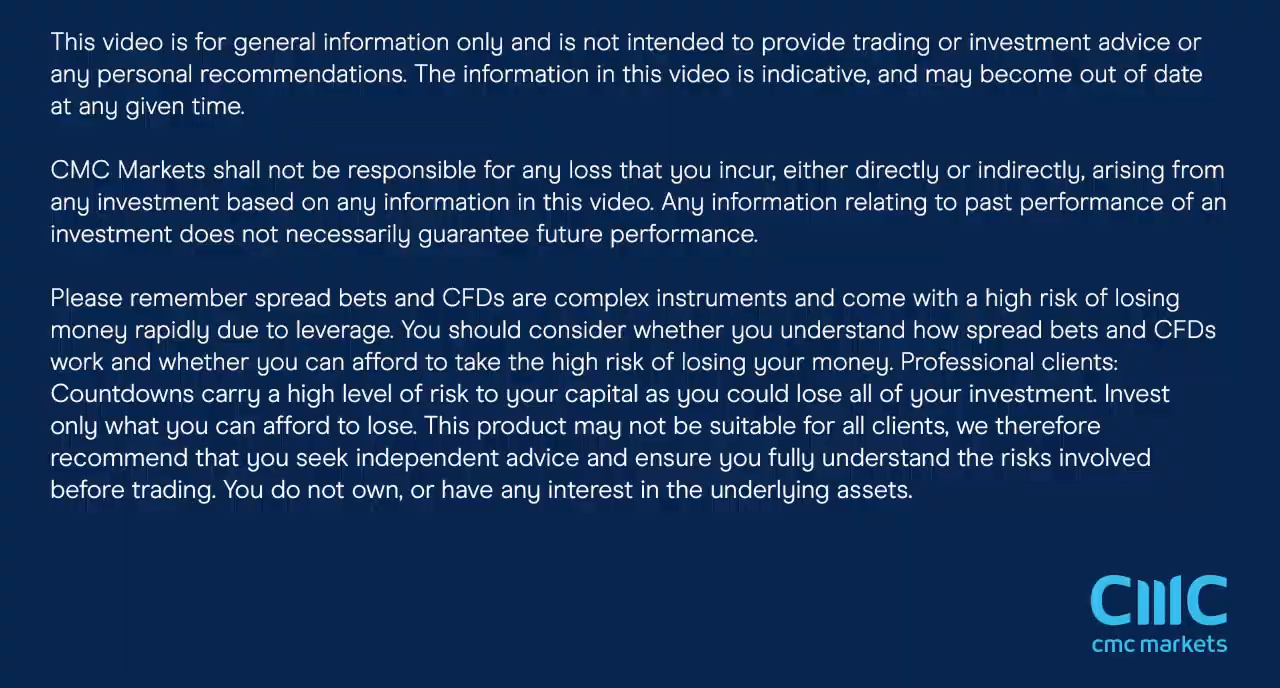 This video is for general information only and is not intended to provide trading or investment advice or
any personal recommendations. The information in this video is indicative, and may become out of date
at any given time.
CMC Markets shall not be responsible for any loss that you incur, either directly or indirectly, arising from
any investment based on any information in this video. Any information relating to past performance of an
investment does not necessarily guarantee future performance.
Please remember spread bets and CFDs are complex instruments and come with a high risk of losing
money rapidly due to leverage. You should consider whether you understand how spread bets and CFDs
work and whether you can afford to take the high risk of losing your money. Professional clients:
Countdowns carry a high level of risk to your capital as you could lose all of your investment. Invest
only what you can afford to lose. This product may not be suitable for all clients, we therefore
recommend that you seek independent advice and ensure you fully understand the risks involved
before trading. You do not own, or have any interest in the underlying assets.
CMC
cmc markets